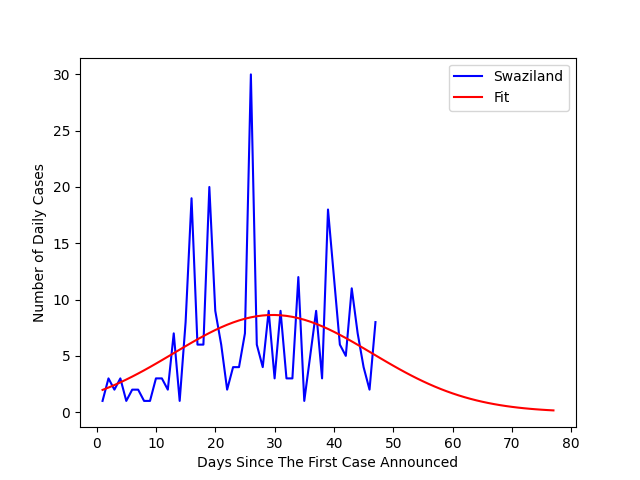 Swaziland
Fit
30
25
20
15
10
5
0
Number of Daily Cases
0 10 20 30 40 50 60 70 80
Days Since The First Case Announced